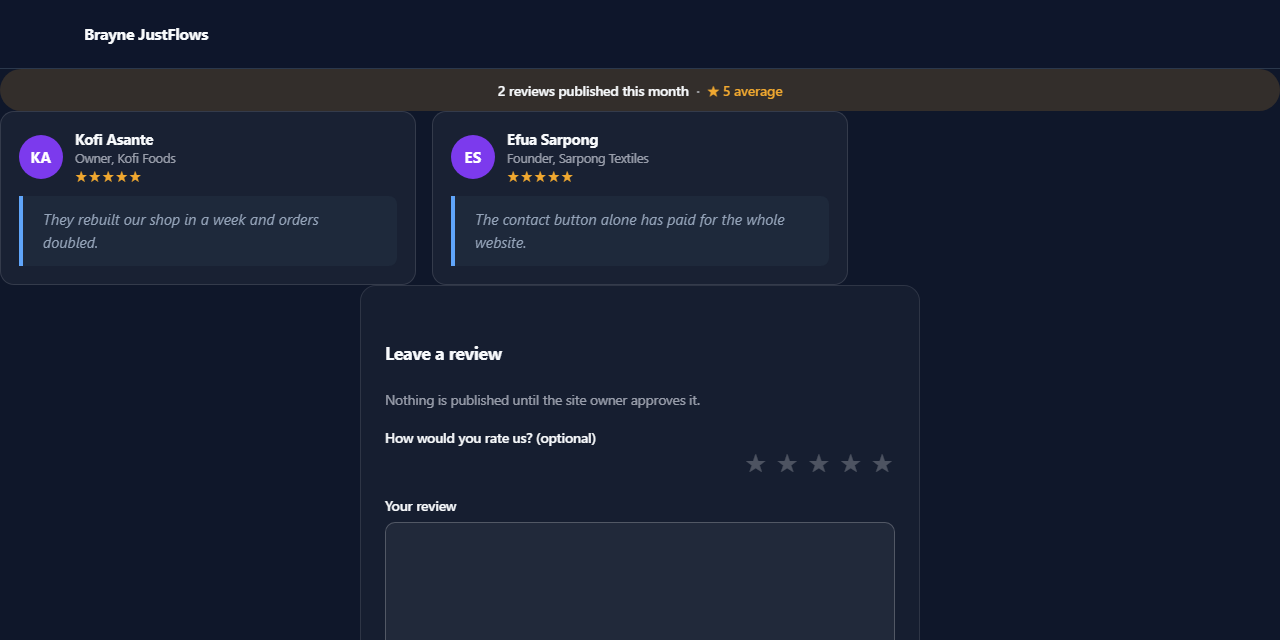 Brayne JustFlows
2 reviews published this month · ★ 5 average
KA
Kofi Asante
Owner, Kofi Foods
★★★★★
They rebuilt our shop in a week and orders
doubled.
ES
Efua Sarpong
Founder, Sarpong Textiles
★★★★★
The contact button alone has paid for the whole
website.
Leave a review
Nothing is published until the site owner approves it.
How would you rate us? (optional)
★ ★ ★ ★ ★
Your review